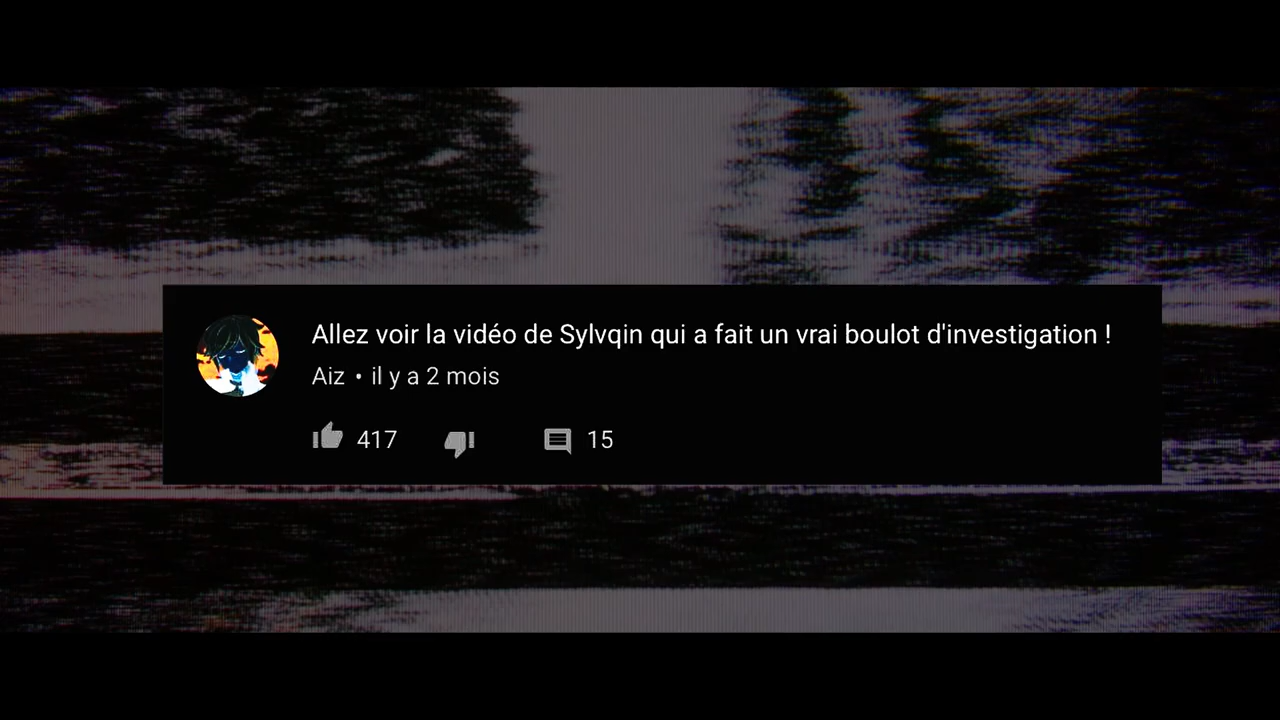 Allez voir la vidéo de Sylvqin qui a fait un vrai boulot d'investigation !
Aiz • il y a 2 mois
417 15